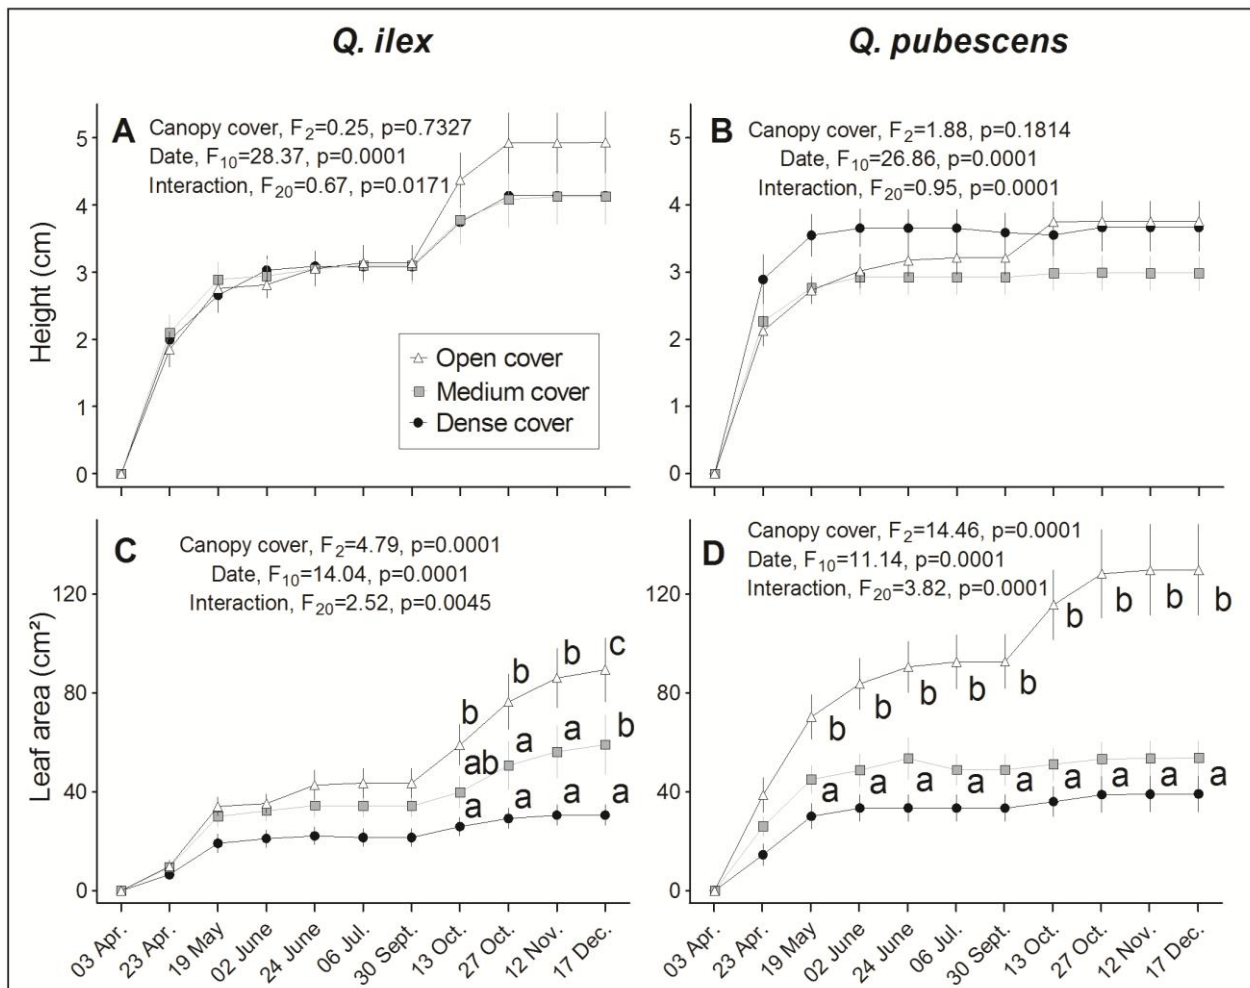 Q. ilex
Q. pubescens
A
Canopy cover, F2=0.25, p=0.7327
Date, F10=28.37, p=0.0001
Interaction, F20=0.67, p=0.0171
B
Canopy cover, F2=1.88, p=0.1814
Date, F10=26.86, p=0.0001
Interaction, F20=0.95, p=0.0001
Height (cm)
5
4
3
2
1
0
5
4
3
2
1
0
Open cover
Medium cover
Dense cover
C
Canopy cover, F2=4.79, p=0.0001
Date, F10=14.04, p=0.0001
Interaction, F20=2.52, p=0.0045
D
Canopy cover, F2=14.46, p=0.0001
Date, F10=11.14, p=0.0001
Interaction, F20=3.82, p=0.0001
Leaf area (cm²)
120
80
40
0
b b b c
ab a a b
a a a a
120
80
40
0
b b b b b b b b b
a a a a a a a a a
03 Apr. 23 Apr. 19 May 02 June 24 June 06 Jul. 30 Sept. 13 Oct. 27 Oct. 12 Nov. 17 Dec.
03 Apr. 23 Apr. 19 May 02 June 24 June 06 Jul. 30 Sept. 13 Oct. 27 Oct. 12 Nov. 17 Dec.